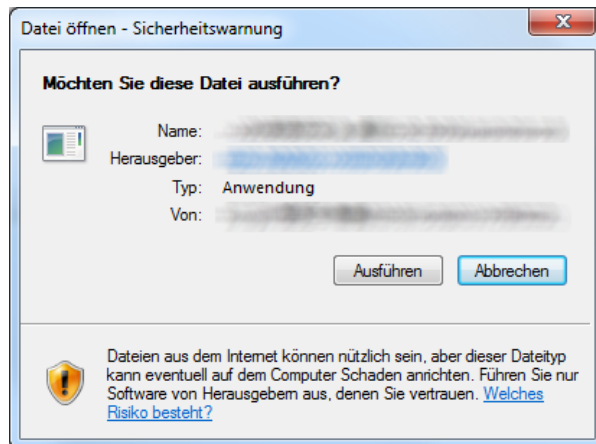 Datei öffnen - Sicherheitswarnung
Möchten Sie diese Datei ausführen?
Name:
Herausgeber:
Typ: Anwendung
Von:
Ausführen Abbrechen
Dateien aus dem Internet können nützlich sein, aber dieser Dateityp
kann eventuell auf dem Computer Schaden anrichten. Führen Sie nur
Software von Herausgebern aus, denen Sie vertrauen. Welches
Risiko besteht?